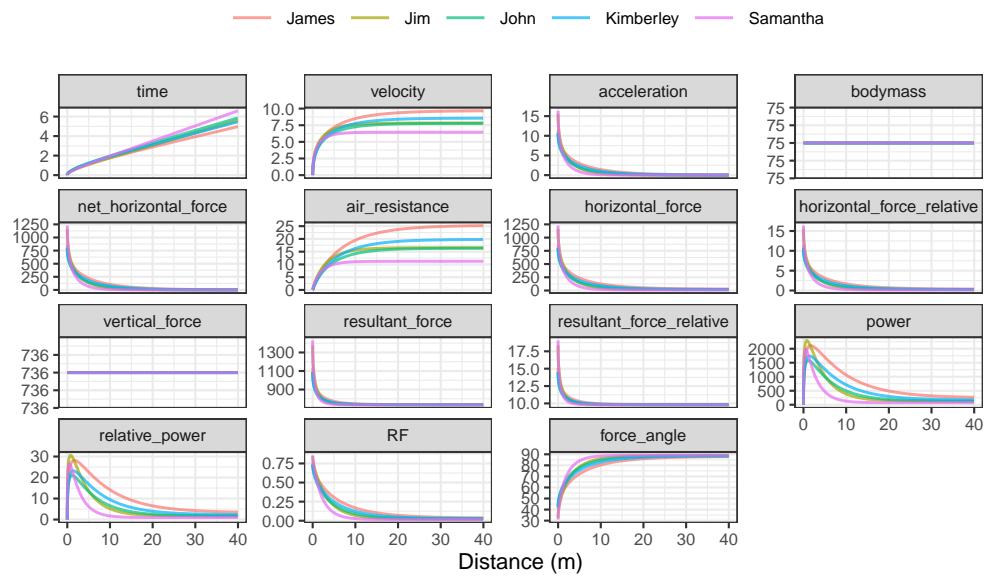 James Jim John Kimberley Samantha
time velocity acceleration bodymass
6 4 2 0
10.0 7.5 5.0 2.5 0.0
15 10 5 0
75 75 75 75 75
net_horizontal_force air_resistance horizontal_force horizontal_force_relative
1250 1000 750 500 250 0
25 20 15 10 5 0
1250 1000 750 500 250 0
15 10 5 0
vertical_force resultant_force resultant_force_relative power
736 736 736 736
1300 1100 900
17.5 15.0 12.5 10.0
2000 1500 1000 500 0
0 10 20 30 40
relative_power RF force_angle
30 20 10 0
0.75 0.50 0.25 0.00
90 80 70 60 50 40 30
0 10 20 30 40 0 10 20 30 40 0 10 20 30 40
Distance (m)